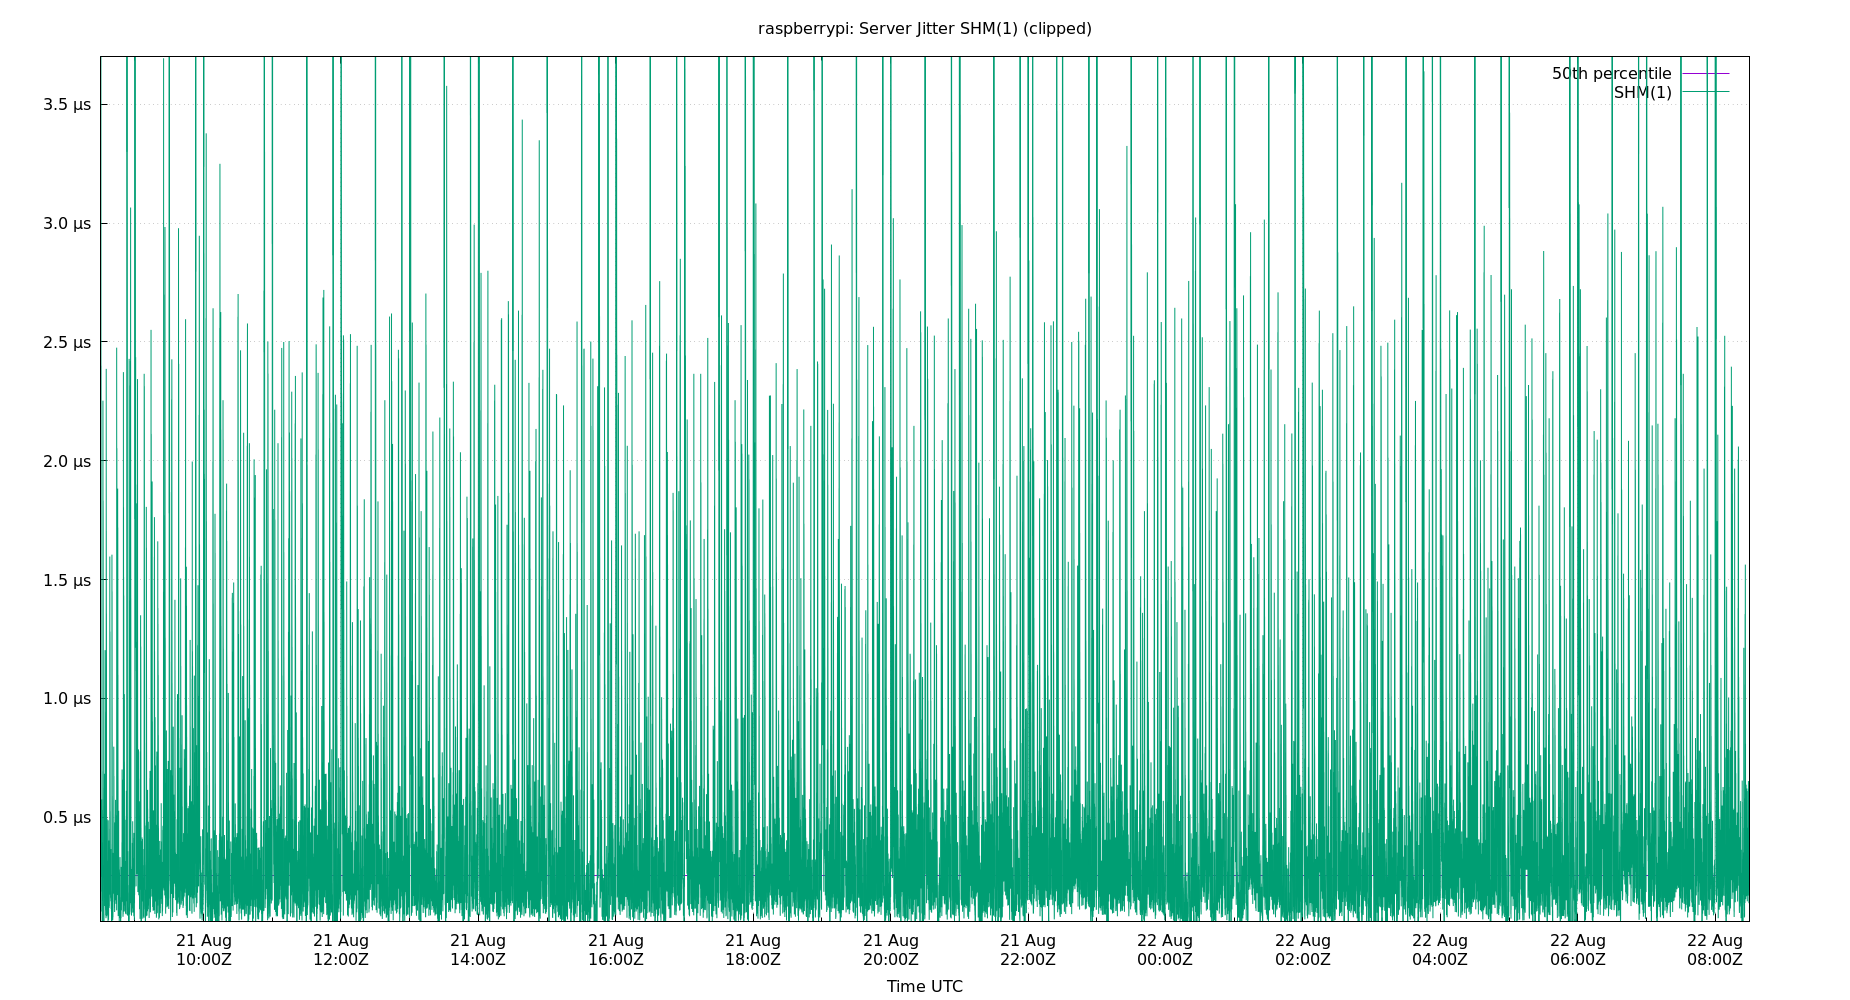 raspberrypi: Server Jitter SHM(1) (clipped)
50th percentile
SHM(1)
3.5 µs
3.0 µs
2.5 µs
2.0 µs
1.5 µs
1.0 µs
0.5 µs
21 Aug 21 Aug 21 Aug 21 Aug 21 Aug 21 Aug 21 Aug 22 Aug 22 Aug 22 Aug 22 Aug 22 Aug
10:00Z 12:00Z 14:00Z 16:00Z 18:00Z 20:00Z 22:00Z 00:00Z 02:00Z 04:00Z 06:00Z 08:00Z
Time UTC